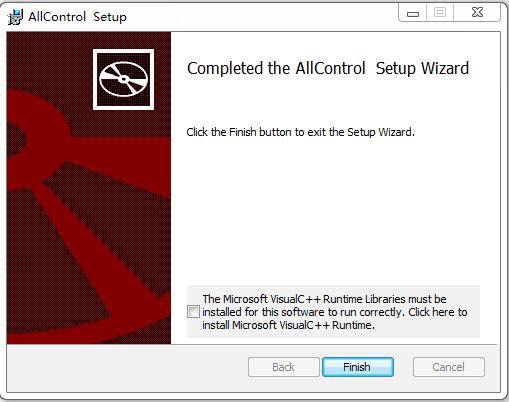 AllControl  Setup
Completed the AllControl  Setup Wizard
Click the Finish button to exit the Setup Wizard.
The Microsoft VisualC++ Runtime Libraries must be
installed for this software to run correctly. Click here to
install Microsoft VisualC++ Runtime.
Back
Finish
Cancel